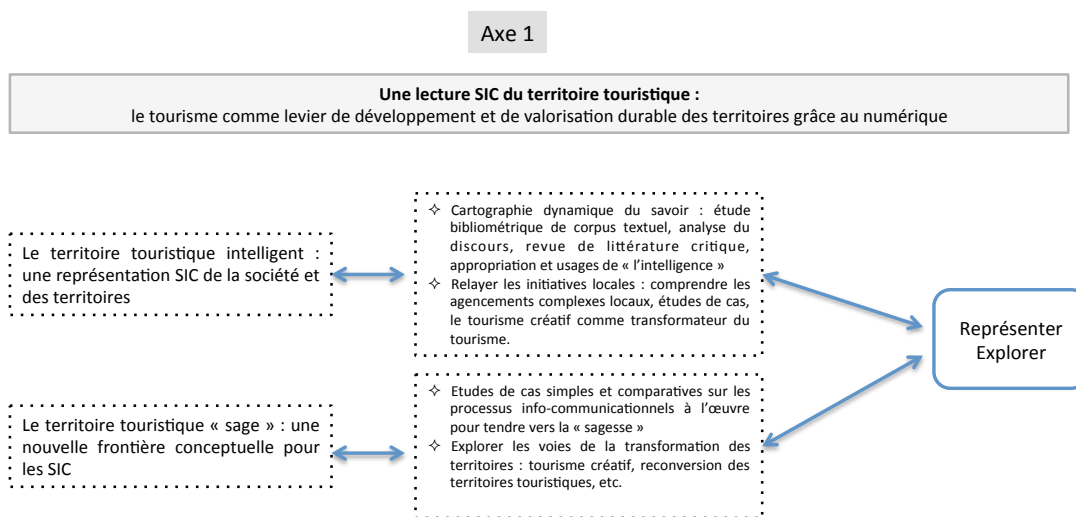 Axe 1
Une lecture SIC du territoire touristique :
le tourisme comme levier de développement et de valorisation durable des territoires grâce au numérique
Le territoire touristique intelligent :
une représentation SIC de la société et
des territoires
✧ Cartographie dynamique du savoir : étude
bibliométrique de corpus textuel, analyse du
discours, revue de littérature critique,
appropriation et usages de « l'intelligence »
✧ Relayer les initiatives locales : comprendre les
agencements complexes locaux, études de cas,
le tourisme créatif comme transformateur du
tourisme.
Représenter
Explorer
Le territoire touristique « sage » : une
nouvelle frontière conceptuelle pour
les SIC
✧ Etudes de cas simples et comparatives sur les
processus info-communicationnels à l'œuvre
pour tendre vers la « sagesse »
✧ Explorer les voies de la transformation des
territoires : tourisme créatif, reconversion des
territoires touristiques, etc.